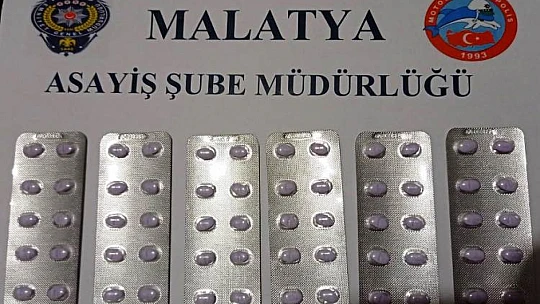 MALATYA
ASAYİŞ ŞUBE MÜDÜRLÜĞÜ
1993